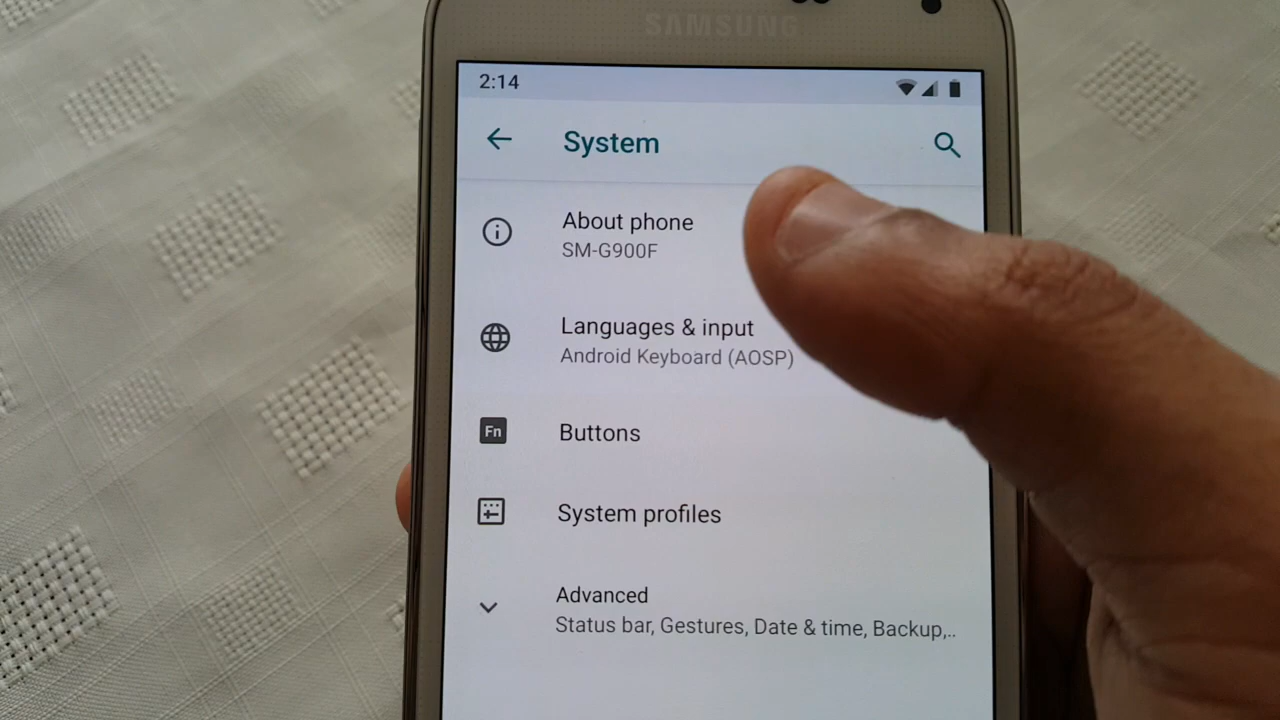 SAMSUNG
2:14
System
About phone
SM-G900F
Languages & input
Android Keyboard (AOSP)
Fn
Buttons
System profiles
Advanced
Status bar, Gestures, Date & time, Backup,..